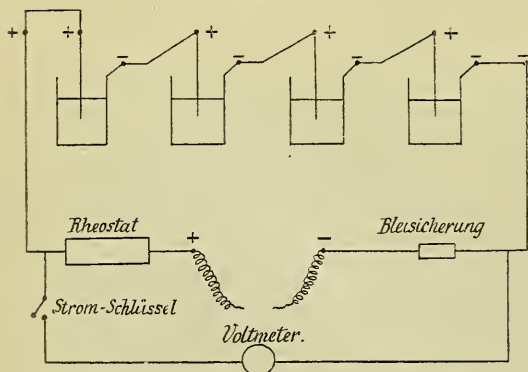 + + − + − + − + − −
Rheostat + − Bleisicherung
Strom-Schlüssel
Voltmeter.